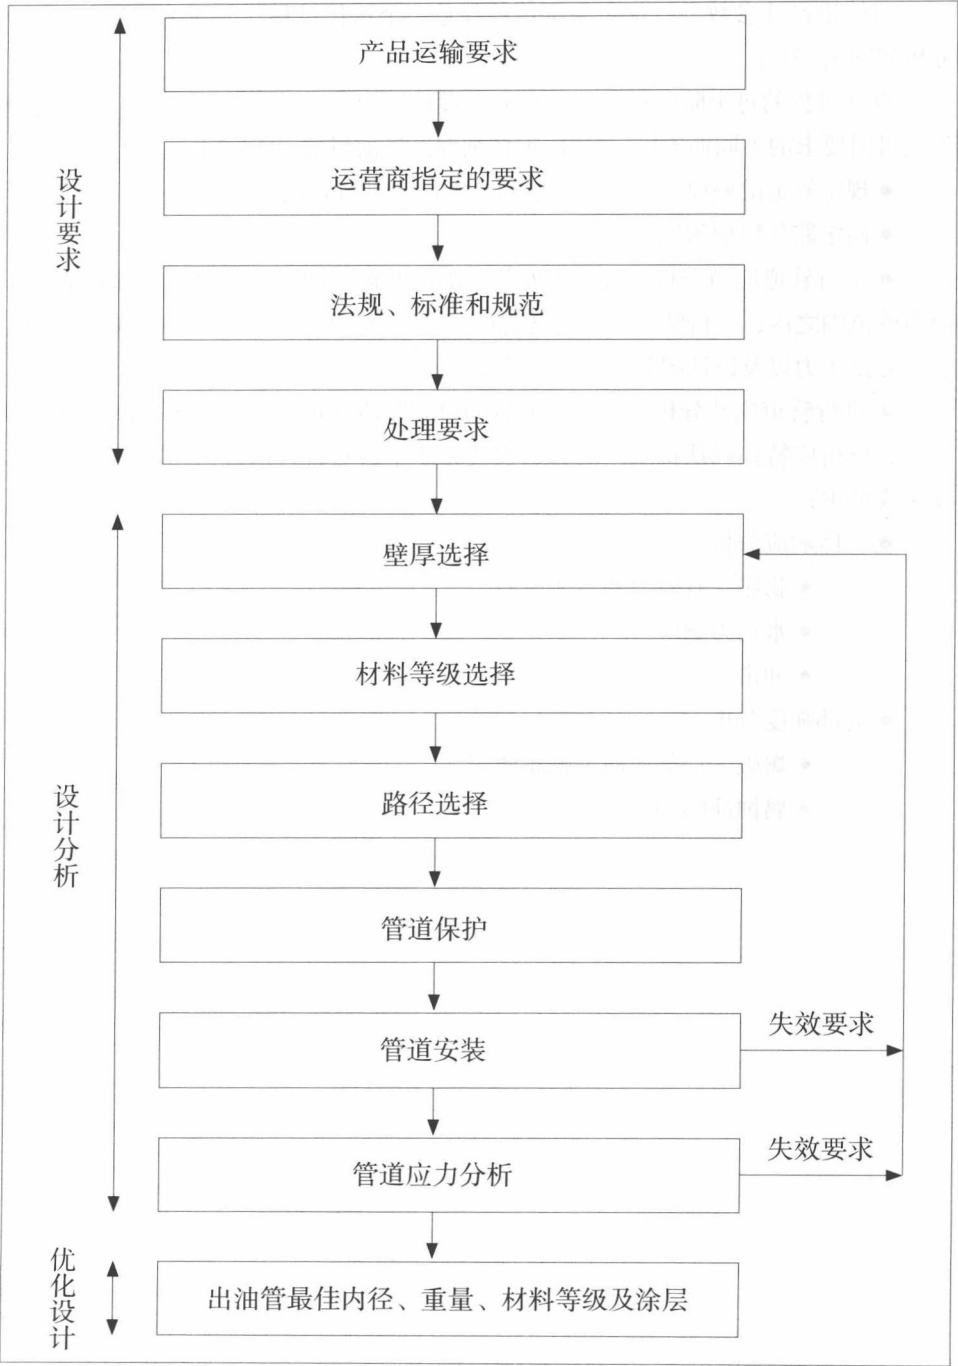 产品运输要求
运营商指定的要求
设计要求
法规、标准和规范
处理要求
壁厚选择
材料等级选择
路径选择
设计分析
管道保护
管道安装
失效要求
管道应力分析
失效要求
优化设计
出油管最佳内径、重量、材料等级及涂层